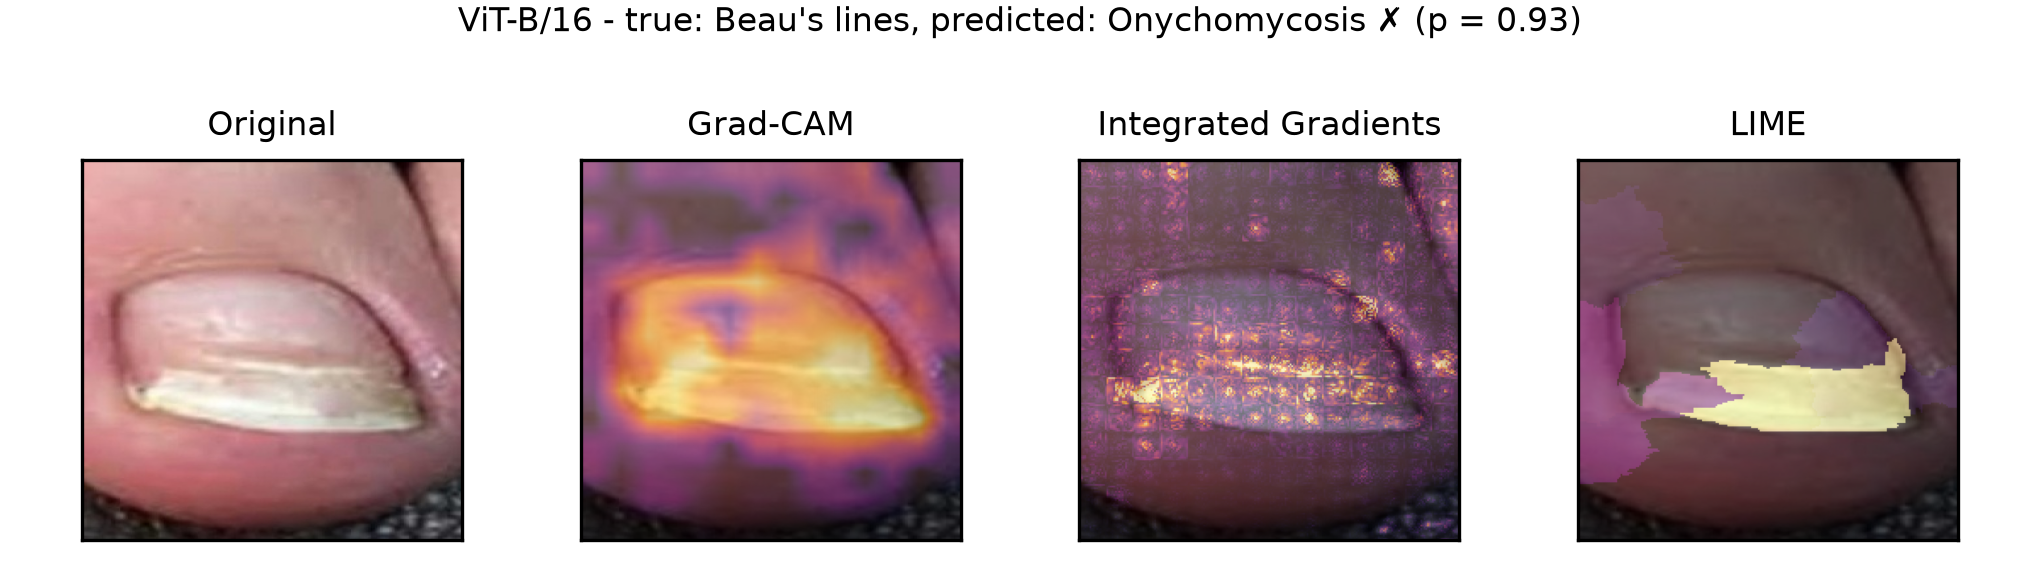 ViT-B/16 - true: Beau's lines, predicted: Onychomycosis ✗ (p = 0.93)
Original
Grad-CAM
Integrated Gradients
LIME